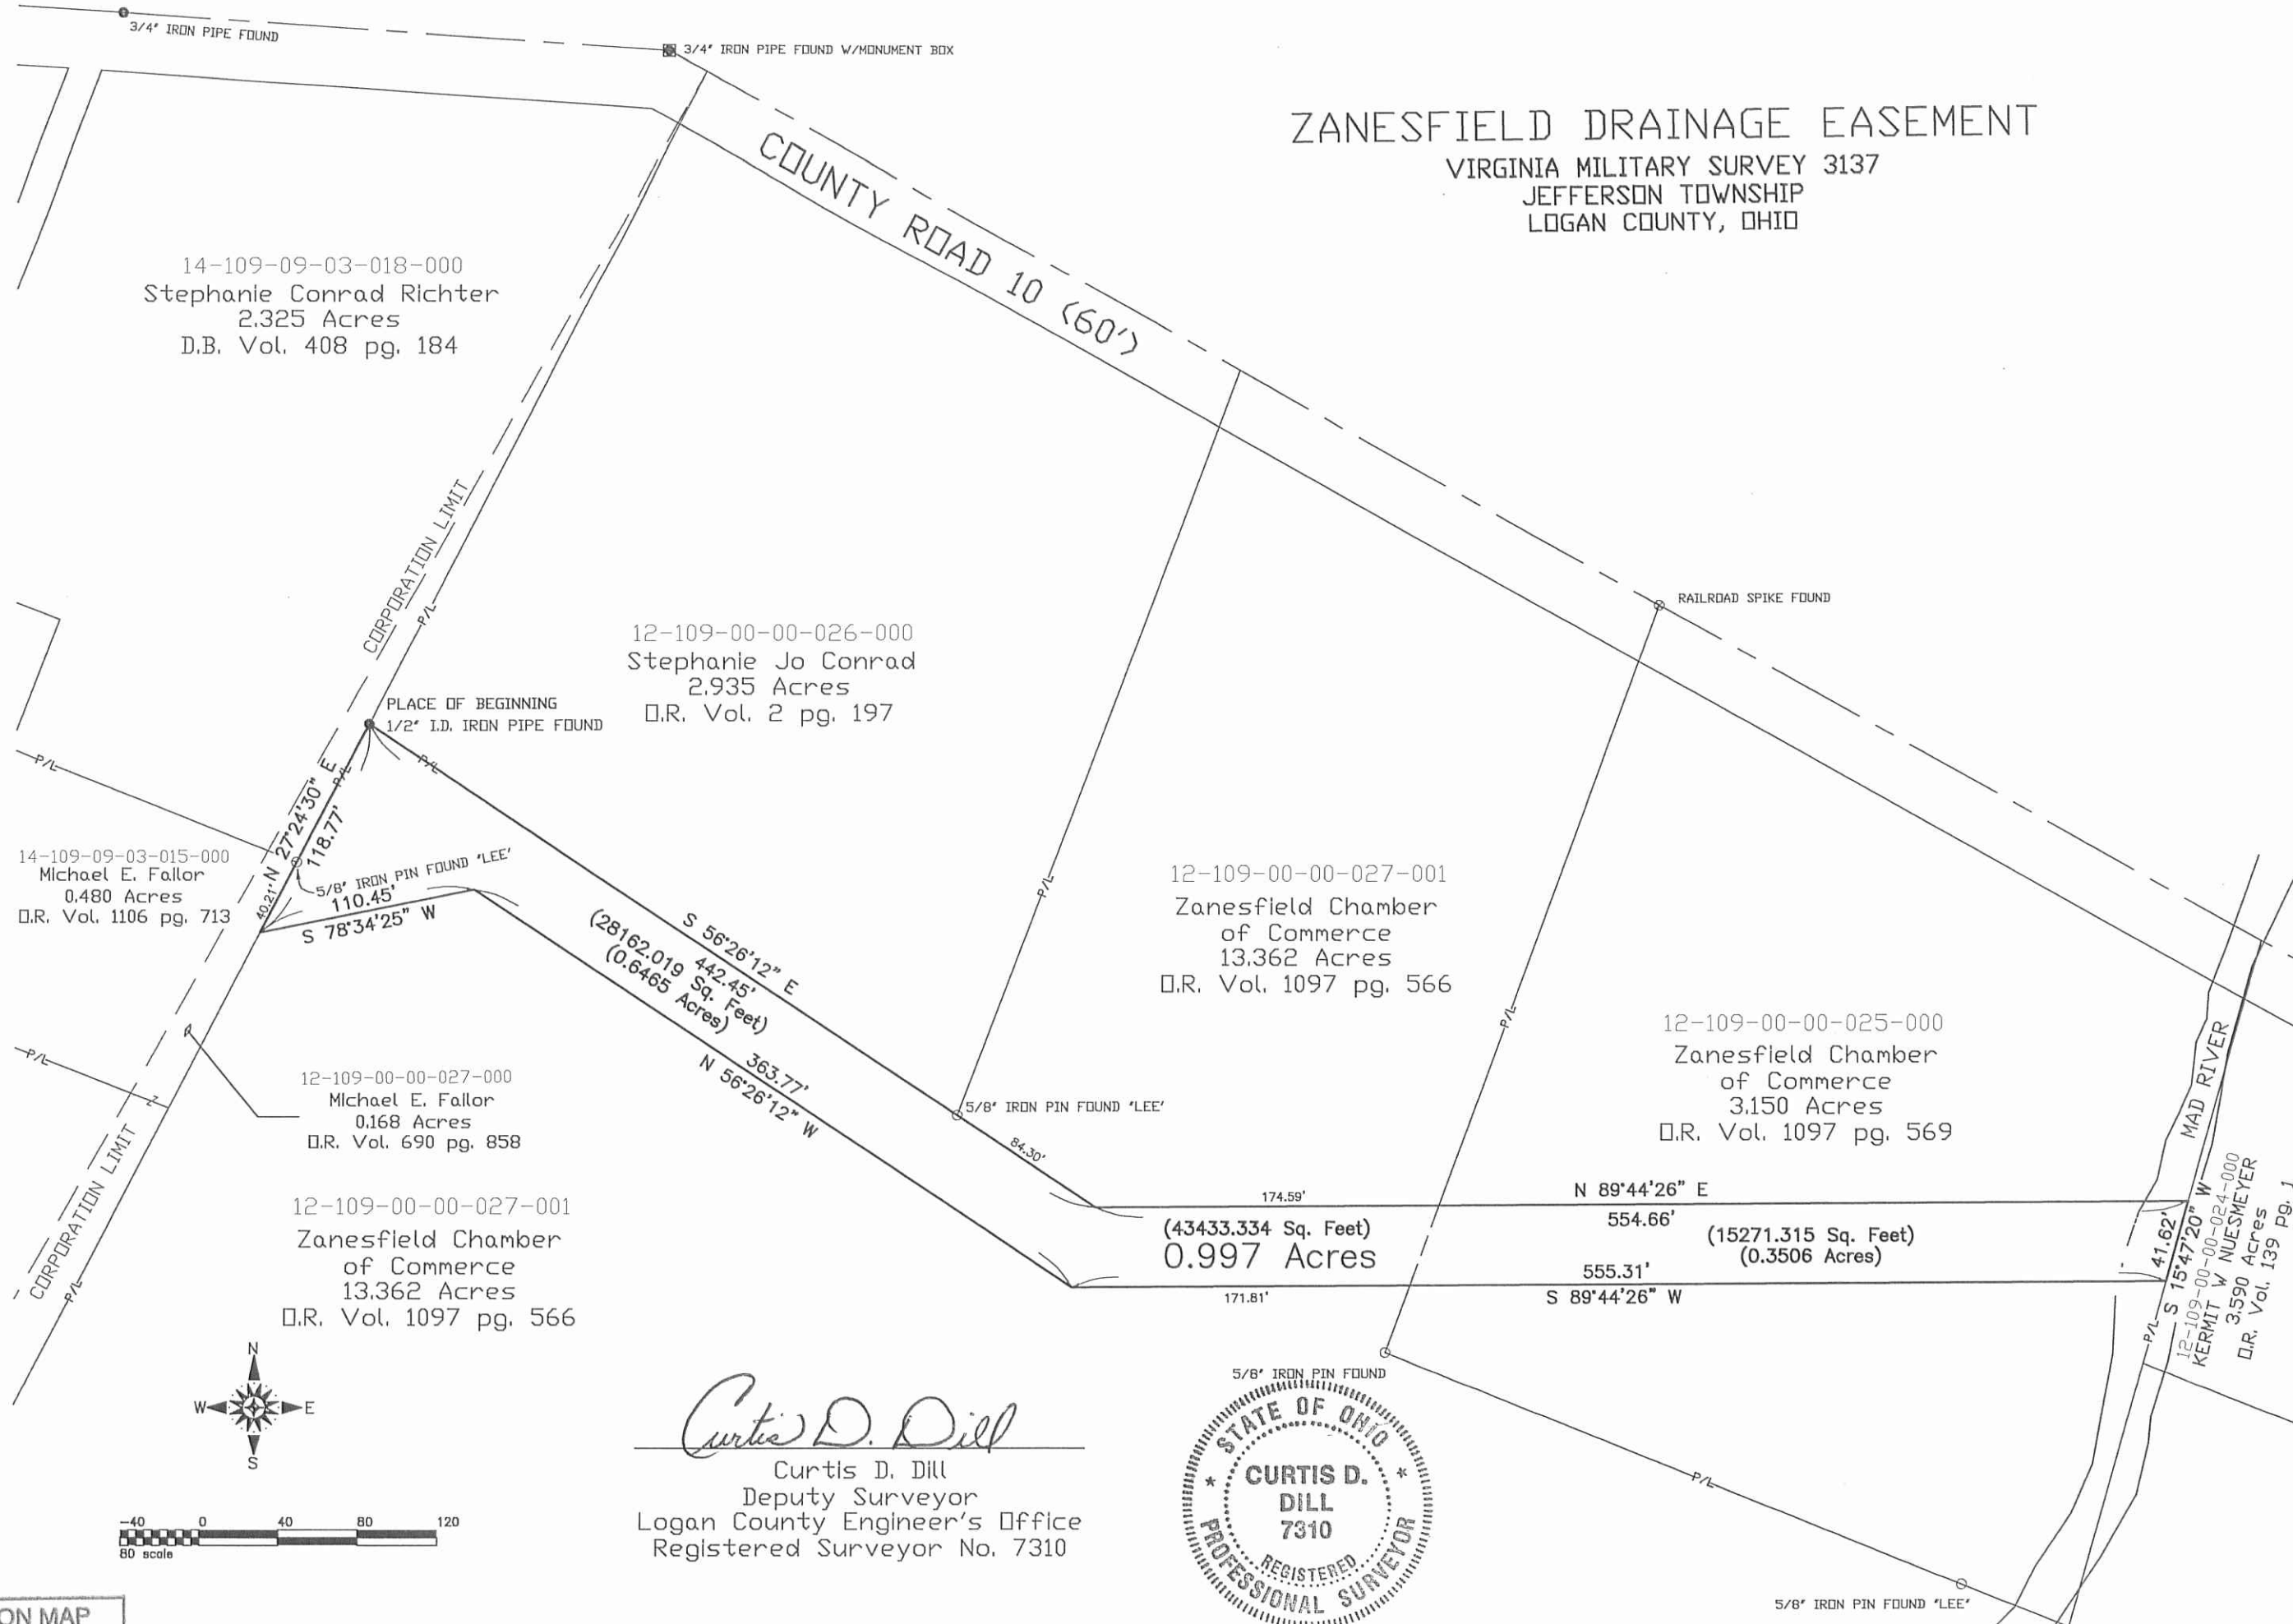 3/4" IRON PIPE FOUND
3/4" IRON PIPE FOUND W/MONUMENT BOX
ZANESFIELD DRAINAGE EASEMENT
VIRGINIA MILITARY SURVEY 3137
JEFFERSON TOWNSHIP
LOGAN COUNTY, OHIO
COUNTY ROAD 10 (60')
14-109-09-03-018-000
Stephanie Conrad Richter
2.325 Acres
D.B. Vol. 408 pg. 184
CORPORATION LIMIT
P/L
12-109-00-00-026-000
Stephanie Jo Conrad
2.935 Acres
O.R. Vol. 2 pg. 197
RAILROAD SPIKE FOUND
PLACE OF BEGINNING
1/2" I.D. IRON PIPE FOUND
P/L
P/L
P/L
N 27°24'30" E
118.77'
40.21'
5/8" IRON PIN FOUND "LEE"
110.45'
S 78°34'25" W
14-109-09-03-015-000
Michael E. Failor
0.480 Acres
O.R. Vol. 1106 pg. 713
S 56°26'12" E
442.45'
(28162.019 Sq. Feet)
(0.6465 Acres)
363.77'
N 56°26'12" W
P/L
12-109-00-00-027-001
Zanesfield Chamber
of Commerce
13.362 Acres
O.R. Vol. 1097 pg. 566
P/L
12-109-00-00-025-000
Zanesfield Chamber
of Commerce
3.150 Acres
O.R. Vol. 1097 pg. 569
MAD RIVER
P/L
Z
12-109-00-00-027-000
Michael E. Failor
0.168 Acres
O.R. Vol. 690 pg. 858
5/8" IRON PIN FOUND "LEE"
84.30'
CORPORATION LIMIT
P/L
12-109-00-00-027-001
Zanesfield Chamber
of Commerce
13.362 Acres
O.R. Vol. 1097 pg. 566
174.59'
N 89°44'26" E
554.66'
(43433.334 Sq. Feet)
0.997 Acres
(15271.315 Sq. Feet)
(0.3506 Acres)
555.31'
171.81'
S 89°44'26" W
41.62'
P/L
S 15°47'20" W
12-109-00-00-024-000
KERMIT W NUESMEYER
3.590 Acres
O.R. Vol. 139 pg. 1
5/8" IRON PIN FOUND
N
W
E
S
-40 0 40 80 120
80 scale
Curtis D. Dill
Curtis D. Dill
Deputy Surveyor
Logan County Engineer's Office
Registered Surveyor No. 7310
STATE OF OHIO
* CURTIS D. *
DILL
7310
REGISTERED
PROFESSIONAL SURVEYOR
P/L
5/8" IRON PIN FOUND "LEE"
ON MAP